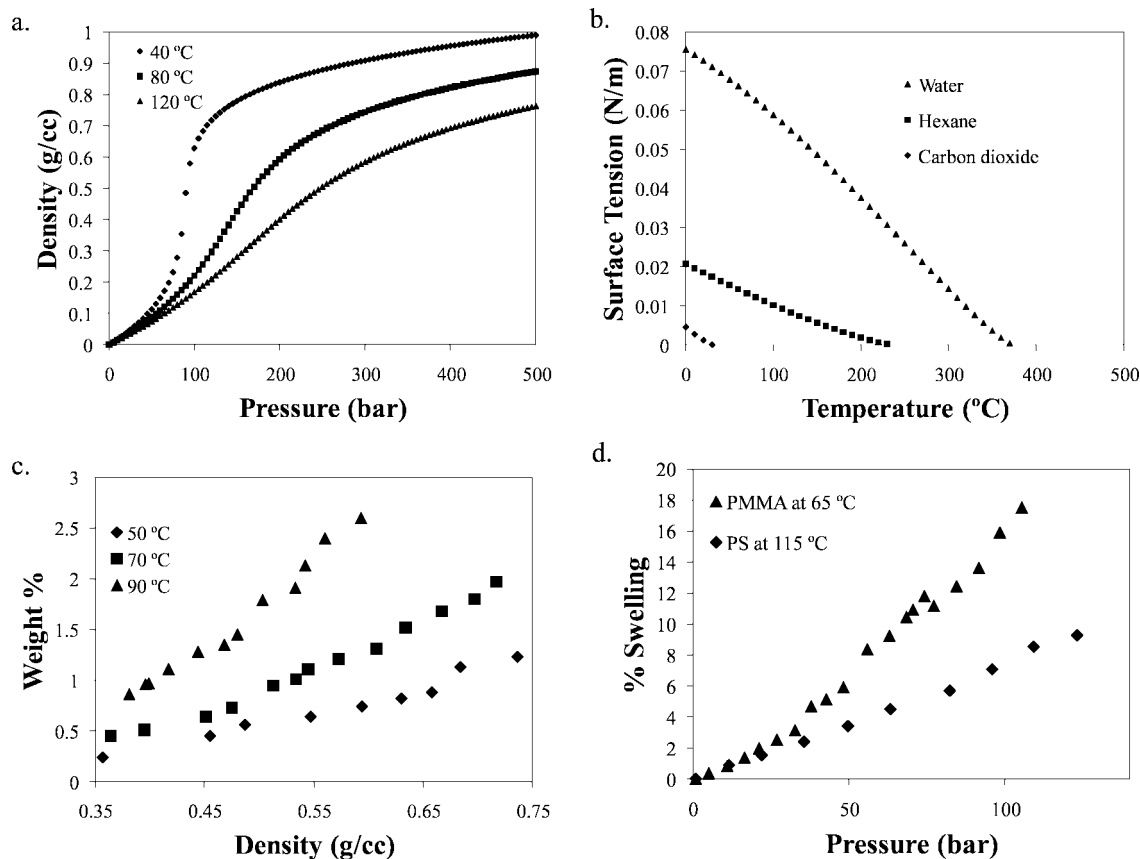 a.
40 ºC
80 ºC
120 ºC
1
0.9
0.8
0.7
0.6
0.5
0.4
0.3
0.2
0.1
0
0 100 200 300 400 500
Density (g/cc)
Pressure (bar)
b.
0.08
0.07
0.06
0.05
0.04
0.03
0.02
0.01
0
0 100 200 300 400 500
Water
Hexane
Carbon dioxide
Surface Tension (N/m)
Temperature (ºC)
c.
3
2.5
2
1.5
1
0.5
0
0.35 0.45 0.55 0.65 0.75
50 ºC
70 ºC
90 ºC
Weight %
Density (g/cc)
d.
20
18
16
14
12
10
8
6
4
2
0
0 50 100
PMMA at 65 ºC
PS at 115 ºC
% Swelling
Pressure (bar)